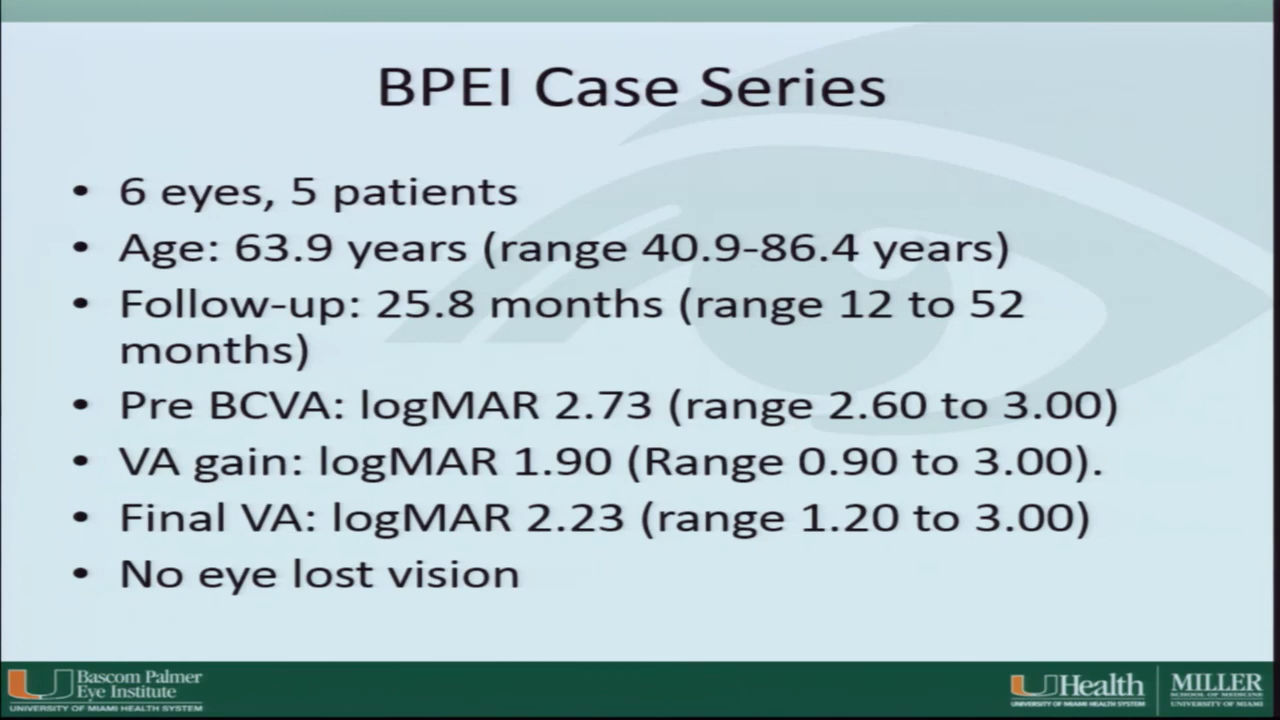 BPEI Case Series
• 6 eyes, 5 patients
• Age: 63.9 years (range 40.9-86.4 years)
• Follow-up: 25.8 months (range 12 to 52
months)
• Pre BCVA: logMAR 2.73 (range 2.60 to 3.00)
• VA gain: logMAR 1.90 (Range 0.90 to 3.00).
• Final VA: logMAR 2.23 (range 1.20 to 3.00)
• No eye lost vision
Bascom Palmer
Eye Institute
UNIVERSITY OF MIAMI HEALTH SYSTEM
UHealth
UNIVERSITY OF MIAMI HEALTH SYSTEM
MILLER
SCHOOL OF MEDICINE
UNIVERSITY OF MIAMI